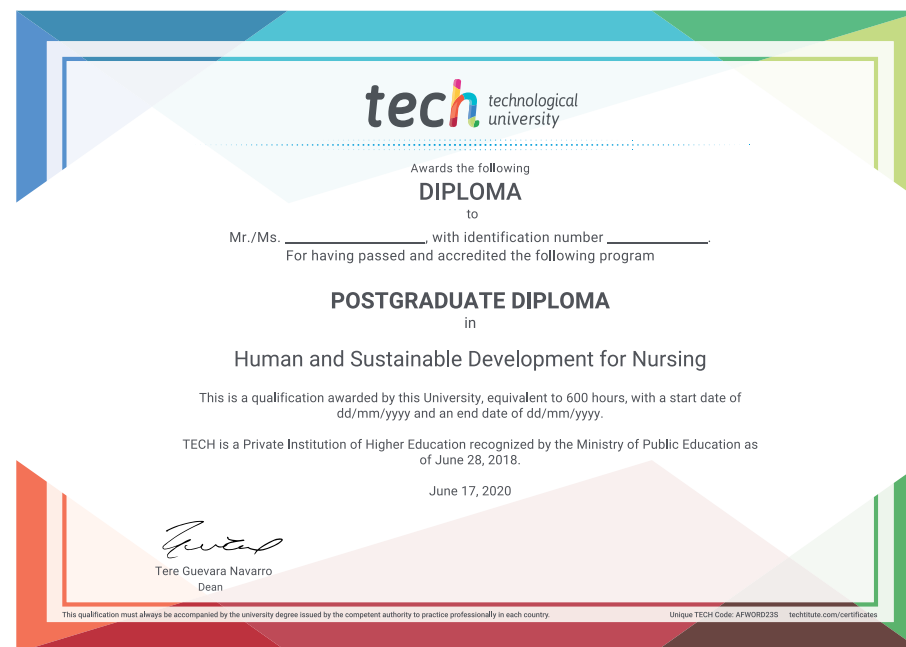 tech technological
university
Awards the following
DIPLOMA
to
Mr./Ms. ____________________, with identification number ______________.
For having passed and accredited the following program
POSTGRADUATE DIPLOMA
in
Human and Sustainable Development for Nursing
This is a qualification awarded by this University, equivalent to 600 hours, with a start date of
dd/mm/yyyy and an end date of dd/mm/yyyy.
TECH is a Private Institution of Higher Education recognized by the Ministry of Public Education as
of June 28, 2018.
June 17, 2020
Tere Guevara Navarro
Dean
This qualification must always be accompanied by the university degree issued by the competent authority to practice professionally in each country. Unique TECH Code: AFWORD23S techtitute.com/certificates